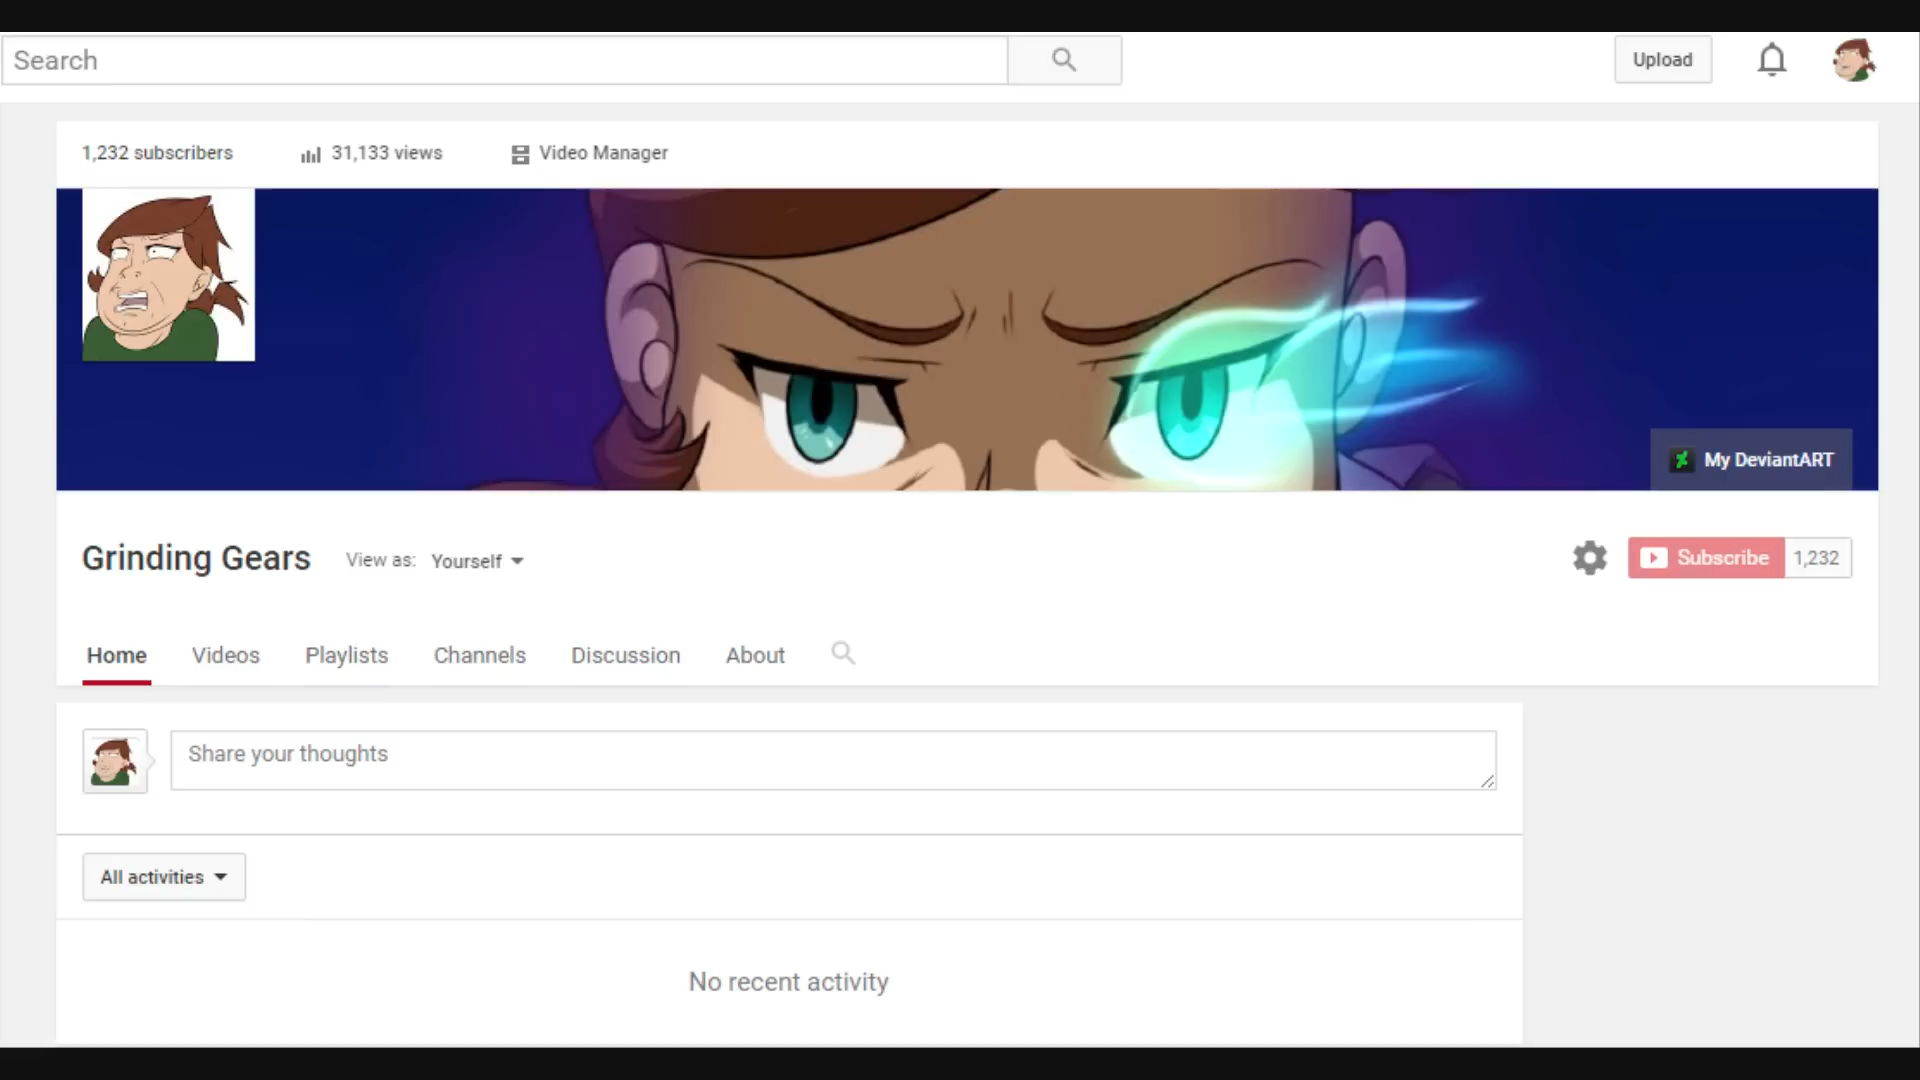 Search
Upload
1,232 subscribers
31,133 views
Video Manager
My DeviantART
Grinding Gears
View as: Yourself
Subscribe 1,232
Home Videos Playlists Channels Discussion About
Share your thoughts
All activities
No recent activity